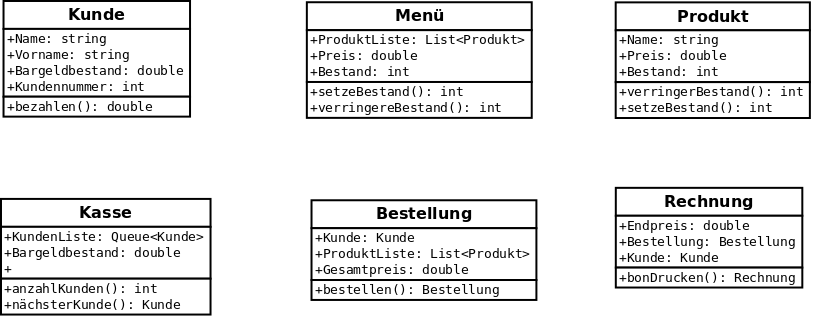 Kunde
+Name: string
+Vorname: string
+Bargeldbestand: double
+Kundennummer: int
+bezahlen(): double
Menü
+ProduktListe: List<Produkt>
+Preis: double
+Bestand: int
+setzeBestand(): int
+verringereBestand(): int
Produkt
+Name: string
+Preis: double
+Bestand: int
+verringerBestand(): int
+setzeBestand(): int
Kasse
+KundenListe: Queue<Kunde>
+Bargeldbestand: double
+
+anzahlKunden(): int
+nächsterKunde(): Kunde
Bestellung
+Kunde: Kunde
+ProduktListe: List<Produkt>
+Gesamtpreis: double
+bestellen(): Bestellung
Rechnung
+Endpreis: double
+Bestellung: Bestellung
+Kunde: Kunde
+bonDrucken(): Rechnung